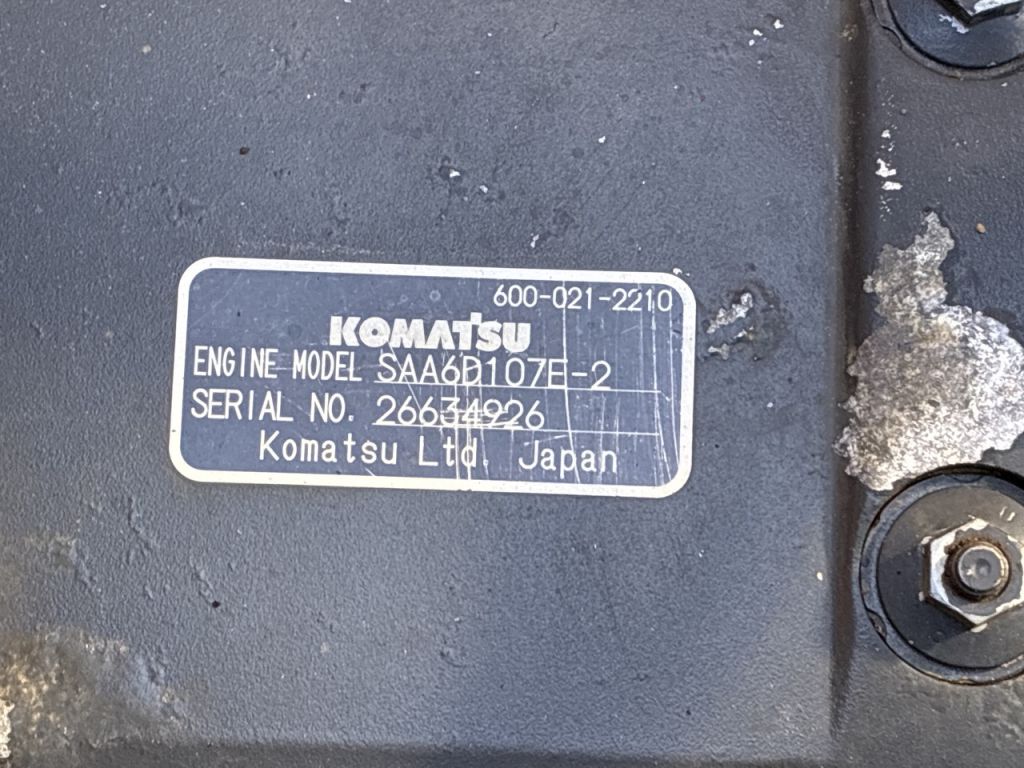 600-021-2210
KOMATSU
ENGINE MODEL SAA6D107E-2
SERIAL NO. 26634926
Komatsu Ltd. Japan